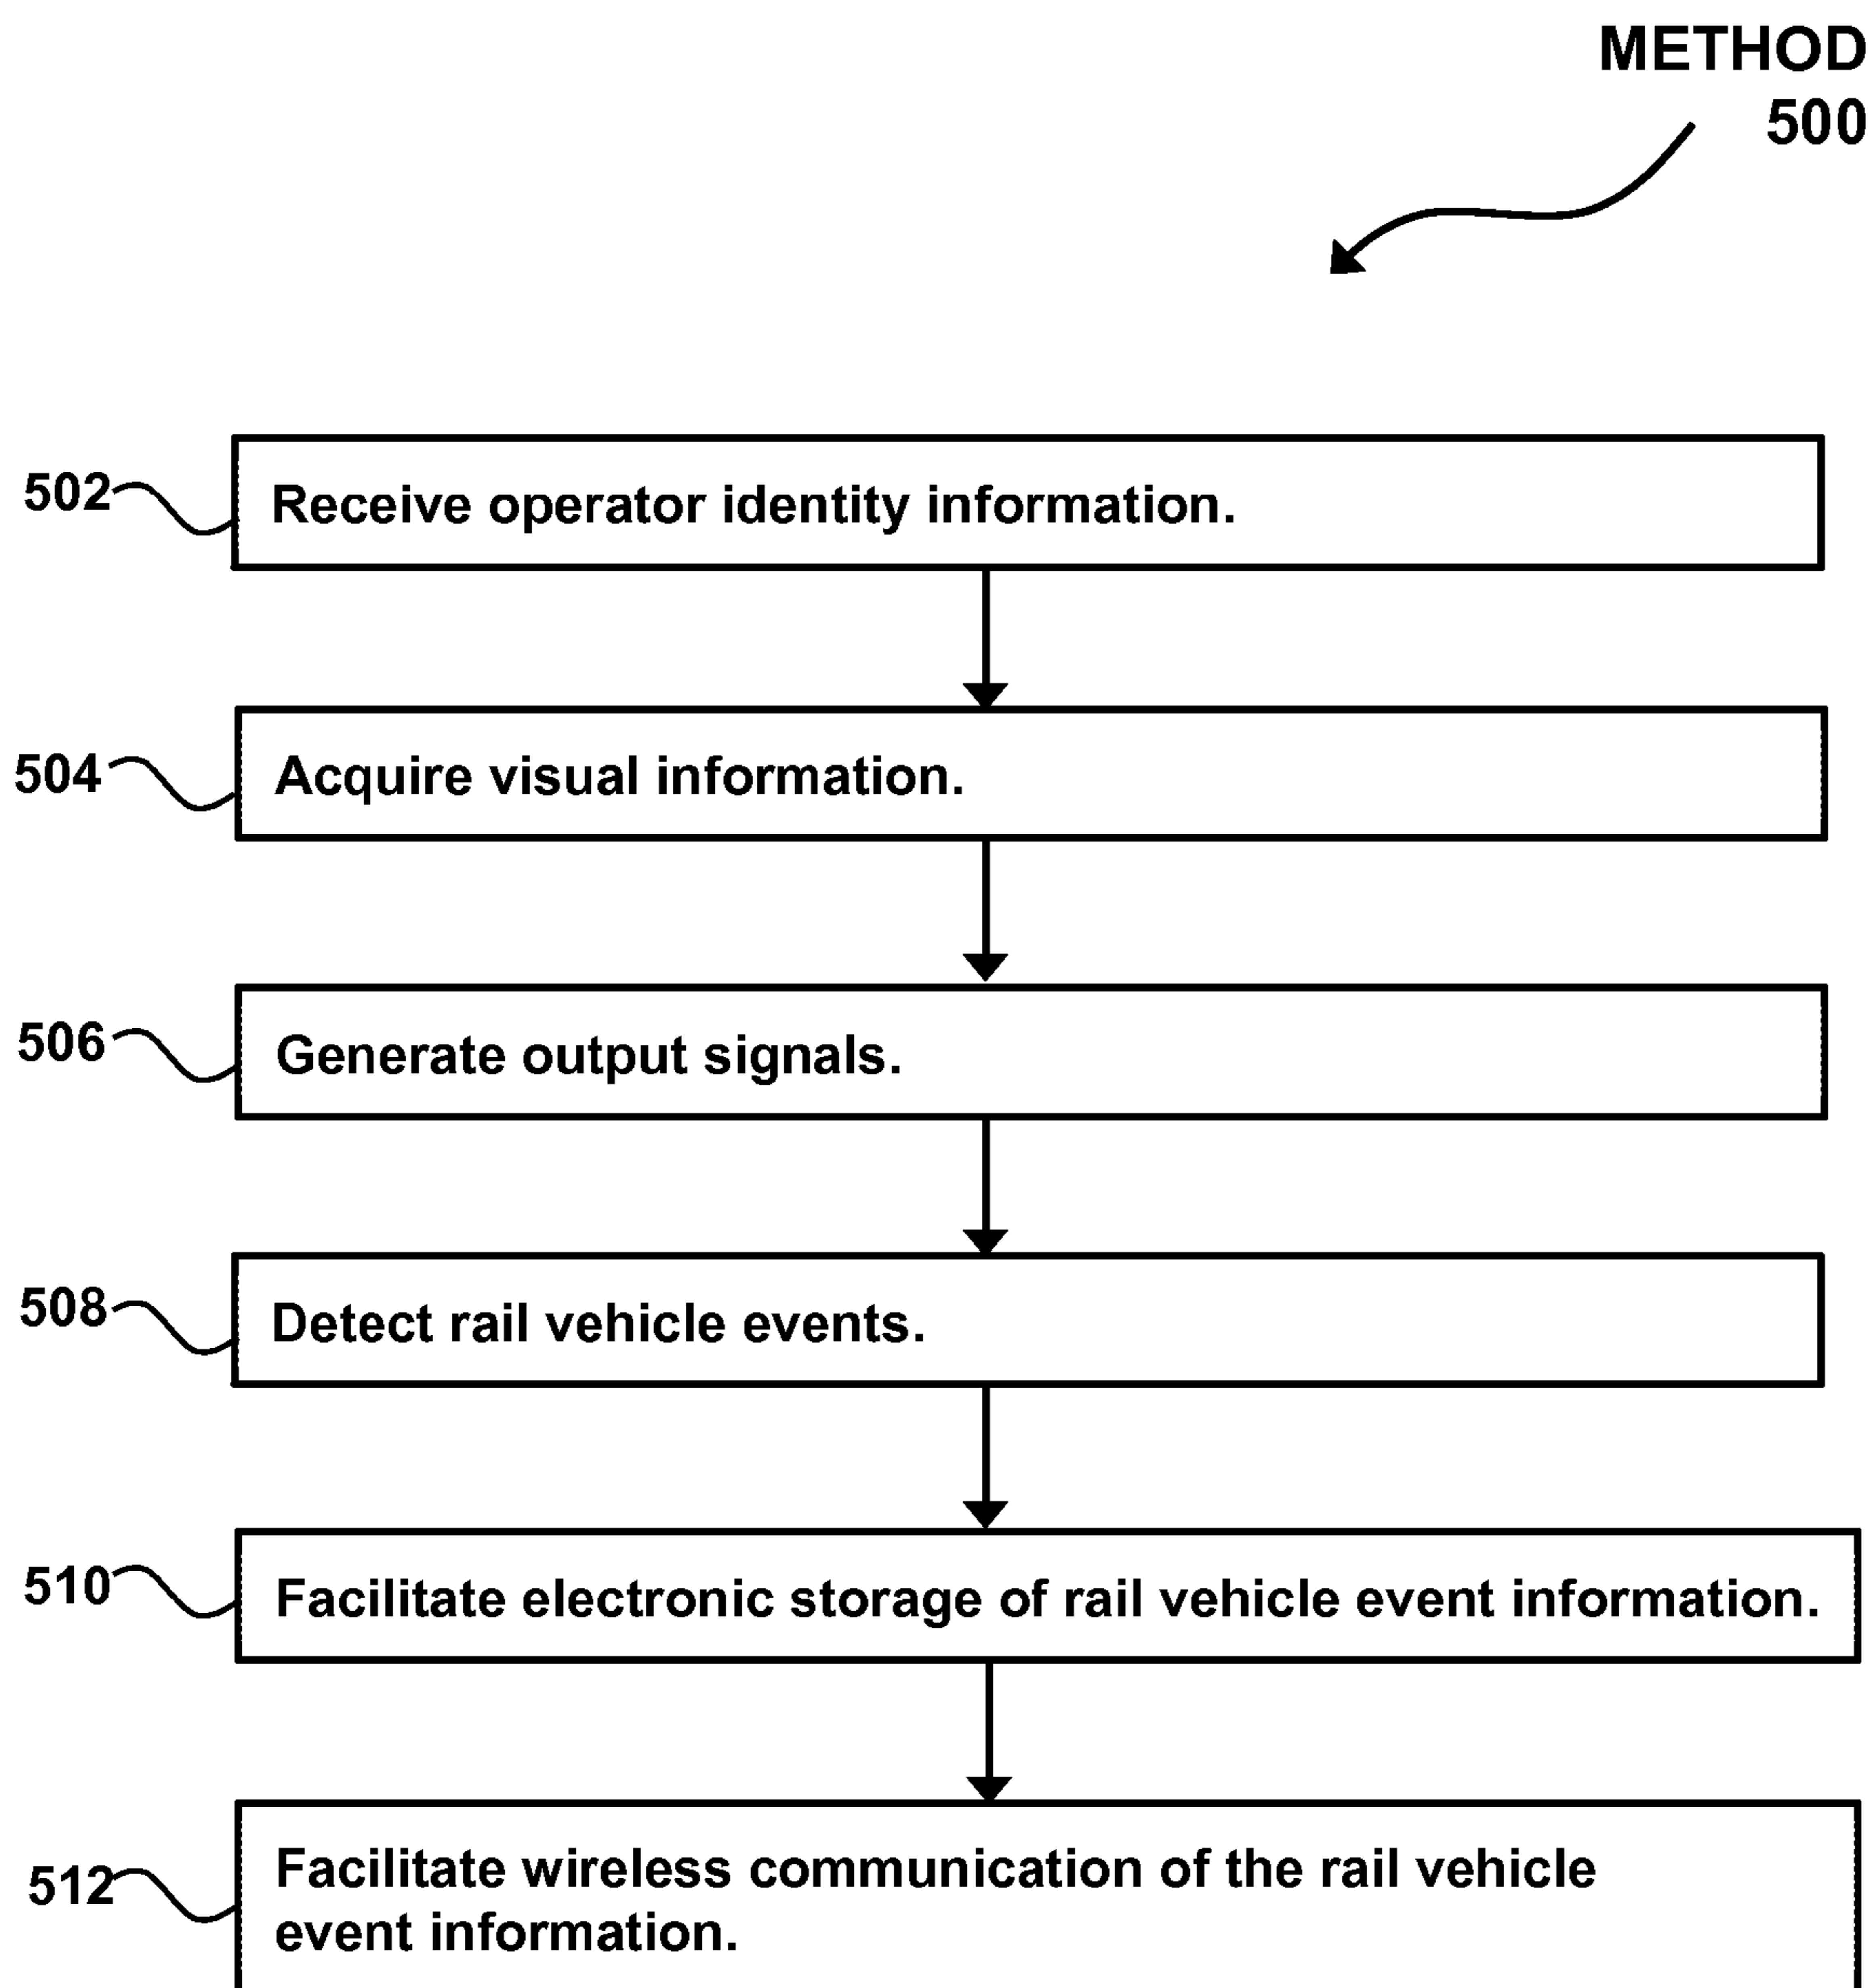 METHOD
500
502
Receive operator identity information.
504
Acquire visual information.
506
Generate output signals.
508
Detect rail vehicle events.
510
Facilitate electronic storage of rail vehicle event information.
512
Facilitate wireless communication of the rail vehicle
event information.